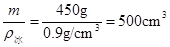 m/ρ冰 = 450g/0.9g/cm³ = 500cm³